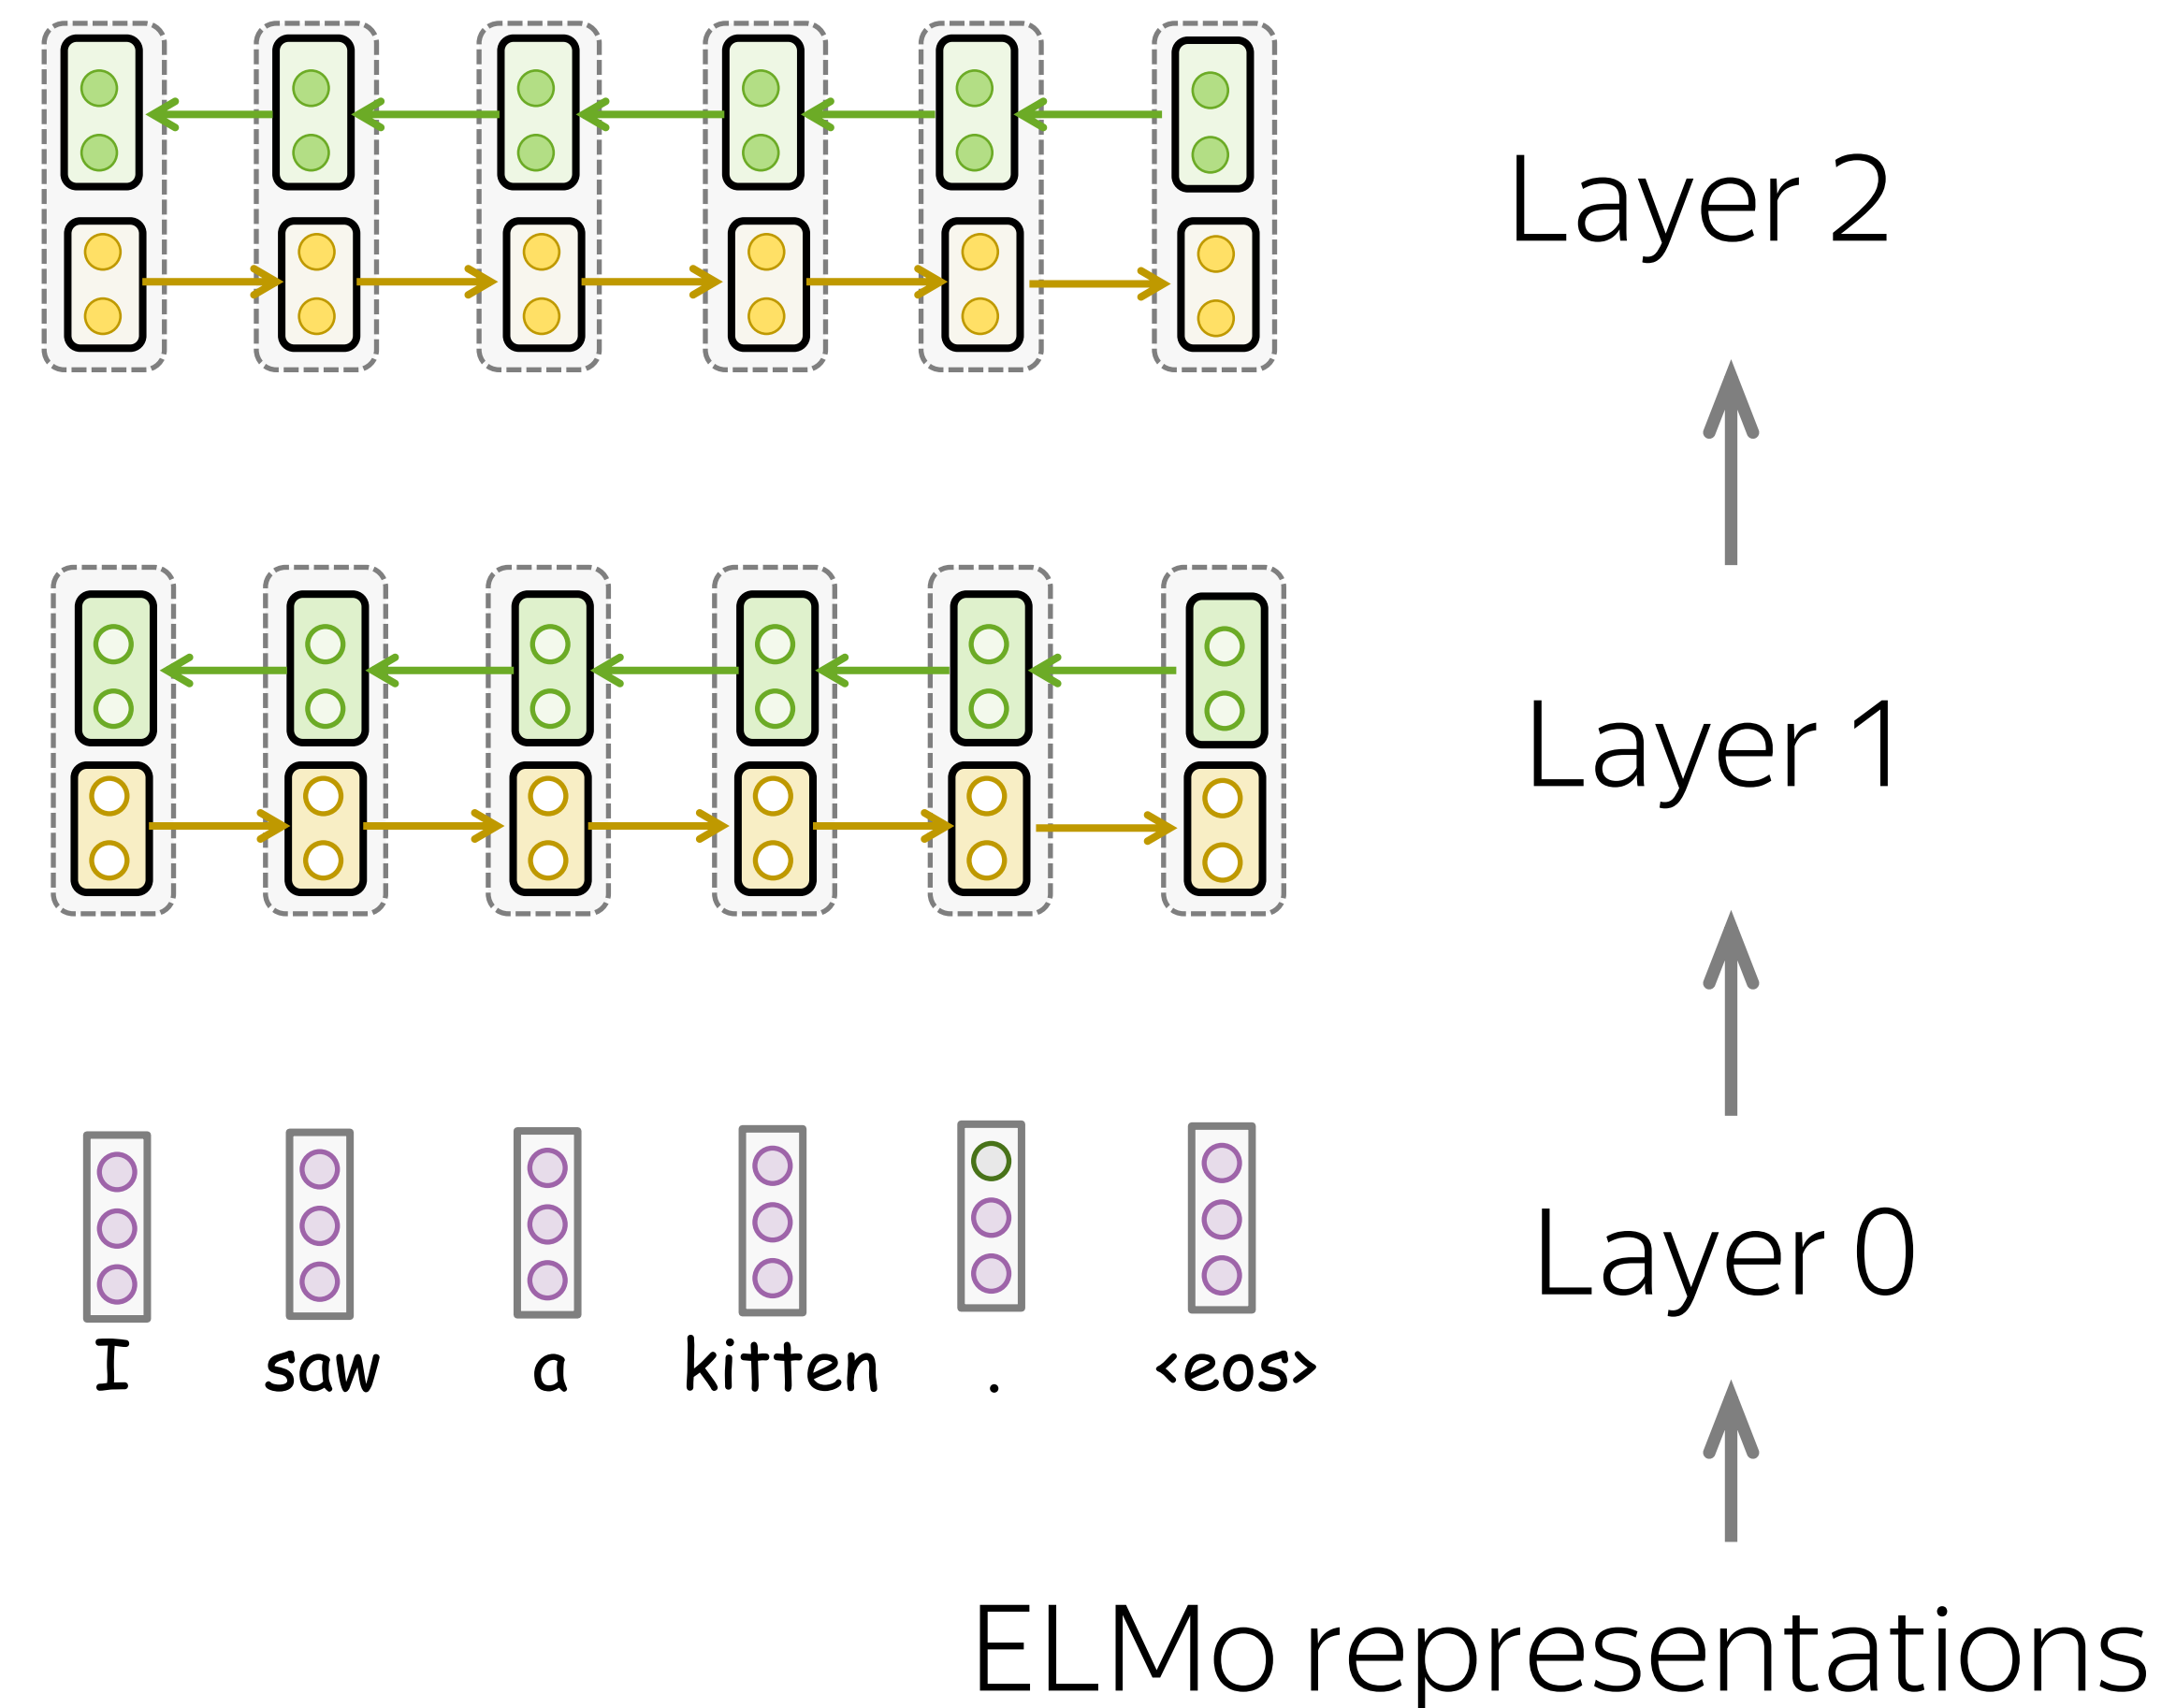 Layer 2
Layer 1
Layer 0
I saw a kitten . <eos>
ELMo representations